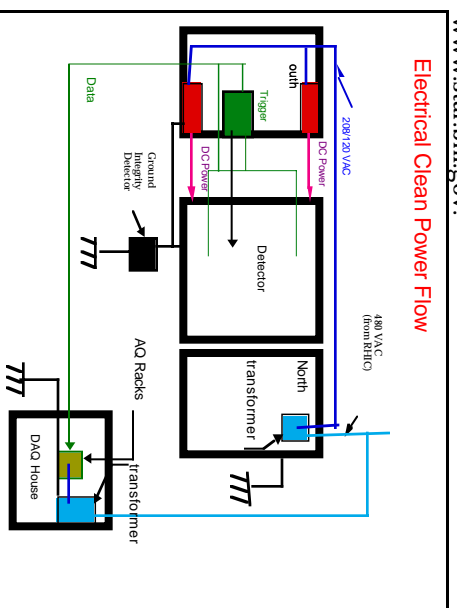 Electrical Clean Power Flow
480 VAC
(from RHIC)
208/120 VAC
outh
Trigger
DC Power
DC Power
Data
Ground
Integrity
Detector
Detector
North
transformer
AQ Racks
transformer
DAQ House